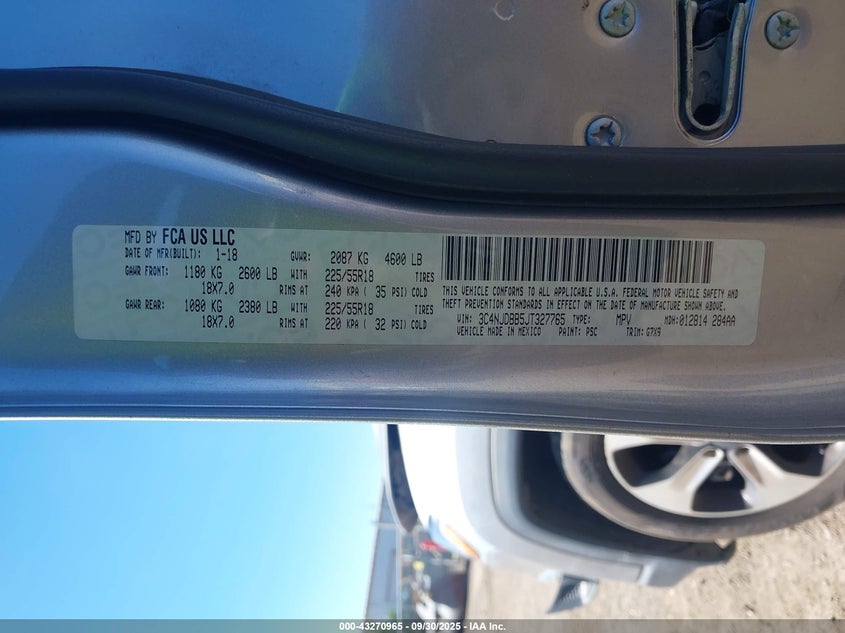 MFD BY FCA US LLC
DATE OF MFR(BUILT): 1-18 GVWR: 2087 KG 4600 LB
GAWR FRONT: 1180 KG 2600 LB WITH 225/55R18 TIRES
18X7.0 RIMS AT 240 KPA ( 35 PSI) COLD
GAWR REAR: 1080 KG 2380 LB WITH 225/55R18 TIRES
18X7.0 RIMS AT 220 KPA ( 32 PSI) COLD
THIS VEHICLE CONFORMS TO ALL APPLICABLE U.S.A. FEDERAL MOTOR VEHICLE SAFETY AND
THEFT PREVENTION STANDARDS IN EFFECT ON THE DATE OF MANUFACTURE SHOWN ABOVE.
VIN: 3C4NJDBB5JT327765 TYPE: MPV MDH:012814 284AA
VEHICLE MADE IN MEXICO PAINT: PSC TRIM: G7X9
000-43270965 - 09/30/2025 - IAA Inc.